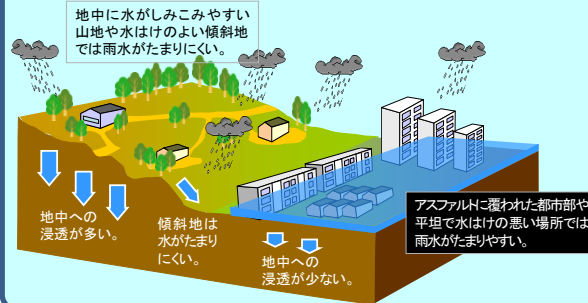 地中に水がしみこみやすい
山地や水はけのよい傾斜地
では雨水がたまりにくい。
地中への
浸透が多い。
傾斜地は
水がたまり
にくい。
地中への
浸透が少ない。
アスファルトに覆われた都市部や
平坦で水はけの悪い場所では
雨水がたまりやすい。